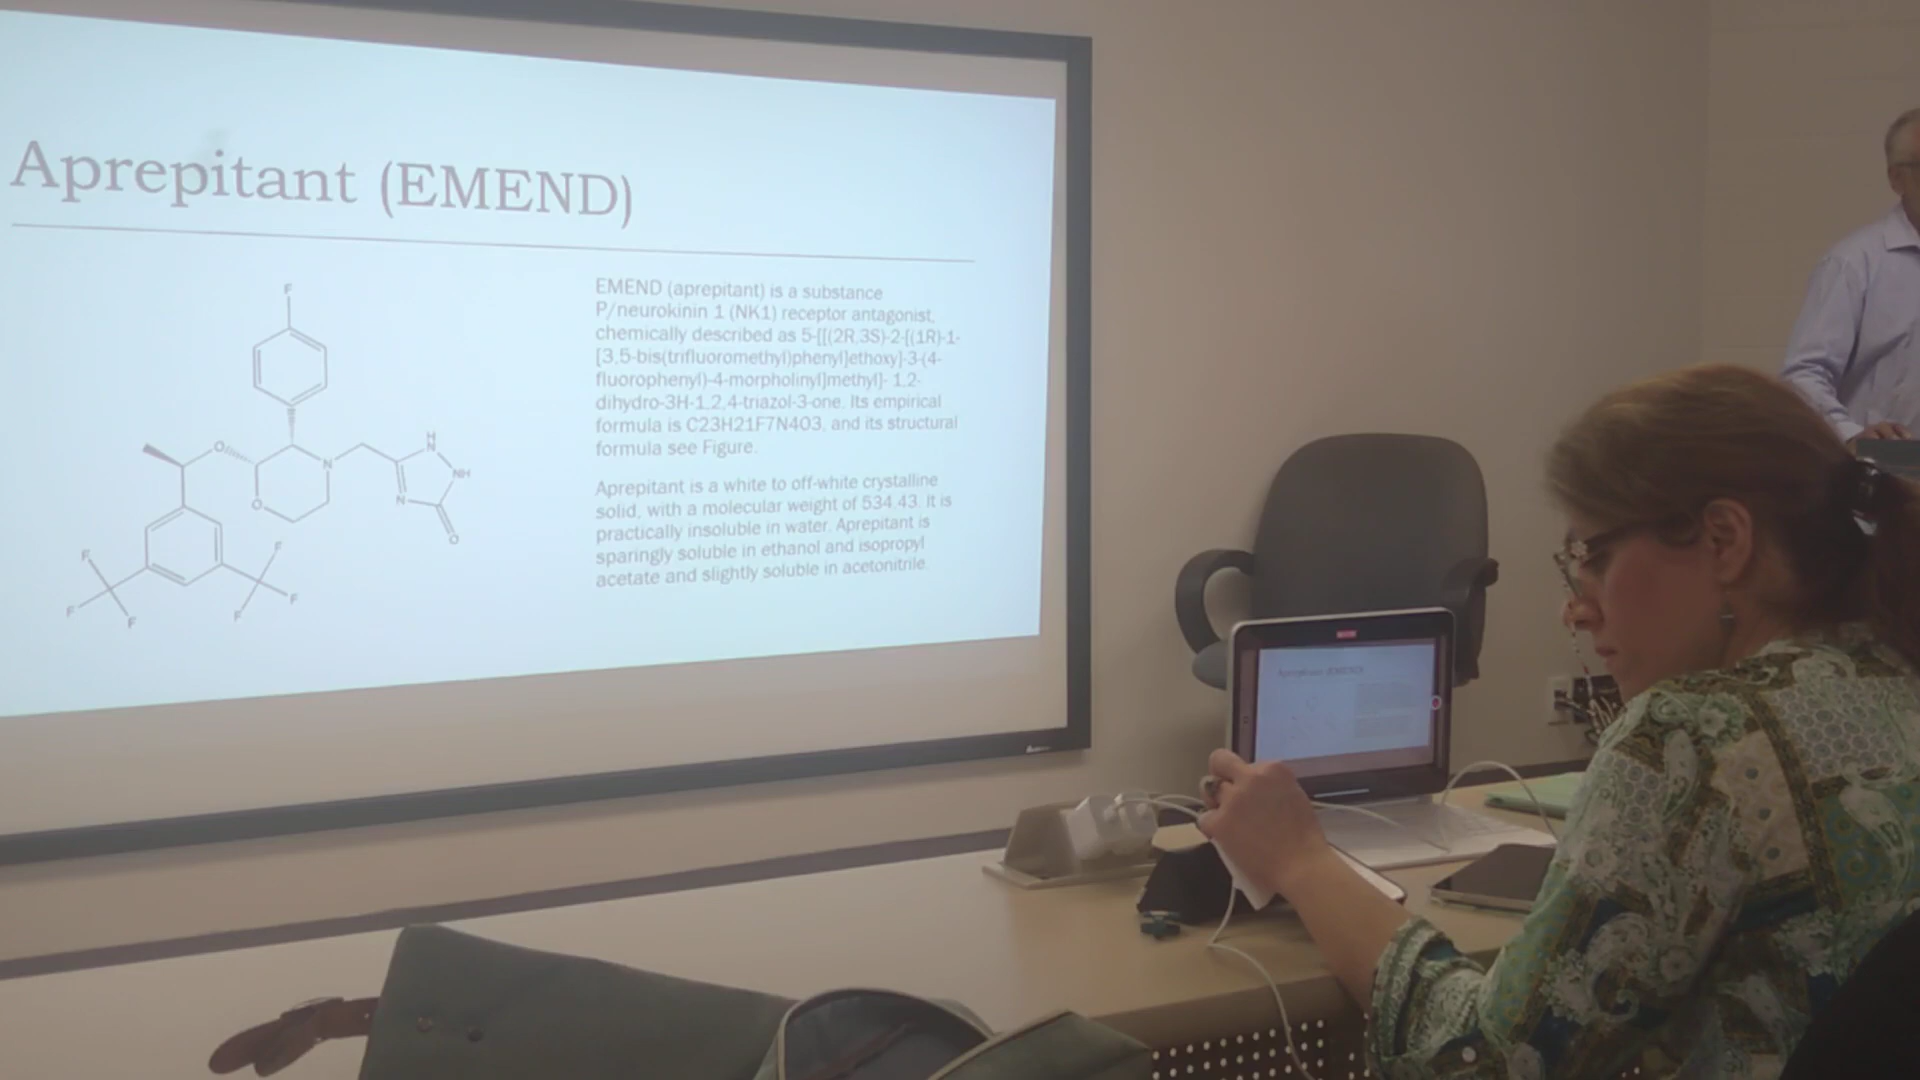 Aprepitant (EMEND)
EMEND (aprepitant) is a substance
P/neurokinin 1 (NK1) receptor antagonist,
chemically described as 5-[[(2R,3S)-2-[(1R)-1-
[3,5-bis(trifluoromethyl)phenyl]ethoxy]-3-(4-
fluorophenyl)-4-morpholinyl]methyl]- 1,2-
dihydro-3H-1,2,4-triazol-3-one. Its empirical
formula is C23H21F7N4O3, and its structural
formula see Figure.
Aprepitant is a white to off-white crystalline
solid, with a molecular weight of 534.43. It is
practically insoluble in water. Aprepitant is
sparingly soluble in ethanol and isopropyl
acetate and slightly soluble in acetonitrile.
F
O
N
H
N
NH
O
N
O
F
F
F
F
F
F
Aprepitant (EMEND)